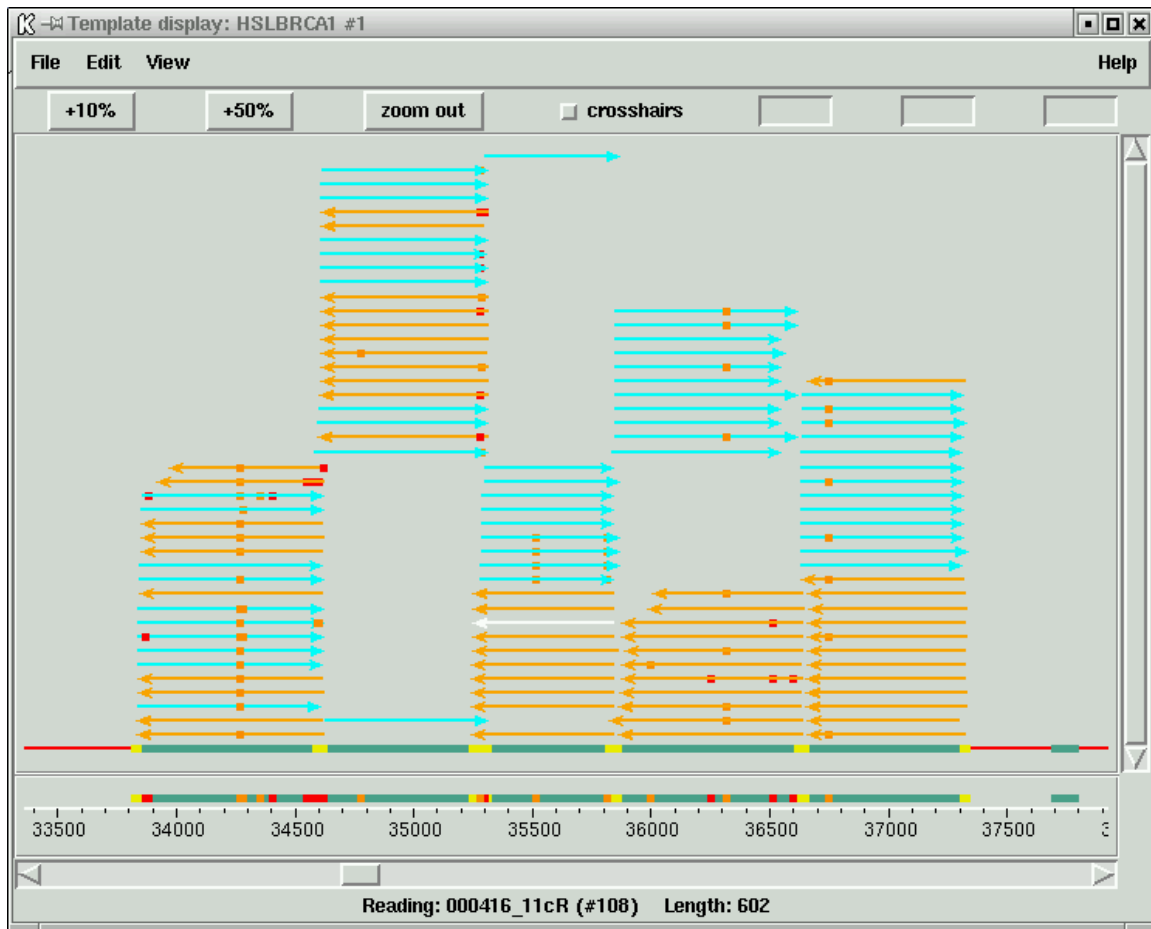 Template display: HSLBRCA1 #1
File Edit View Help
+10% +50% zoom out crosshairs
33500 34000 34500 35000 35500 36000 36500 37000 37500
Reading: 000416_11cR (#108) Length: 602